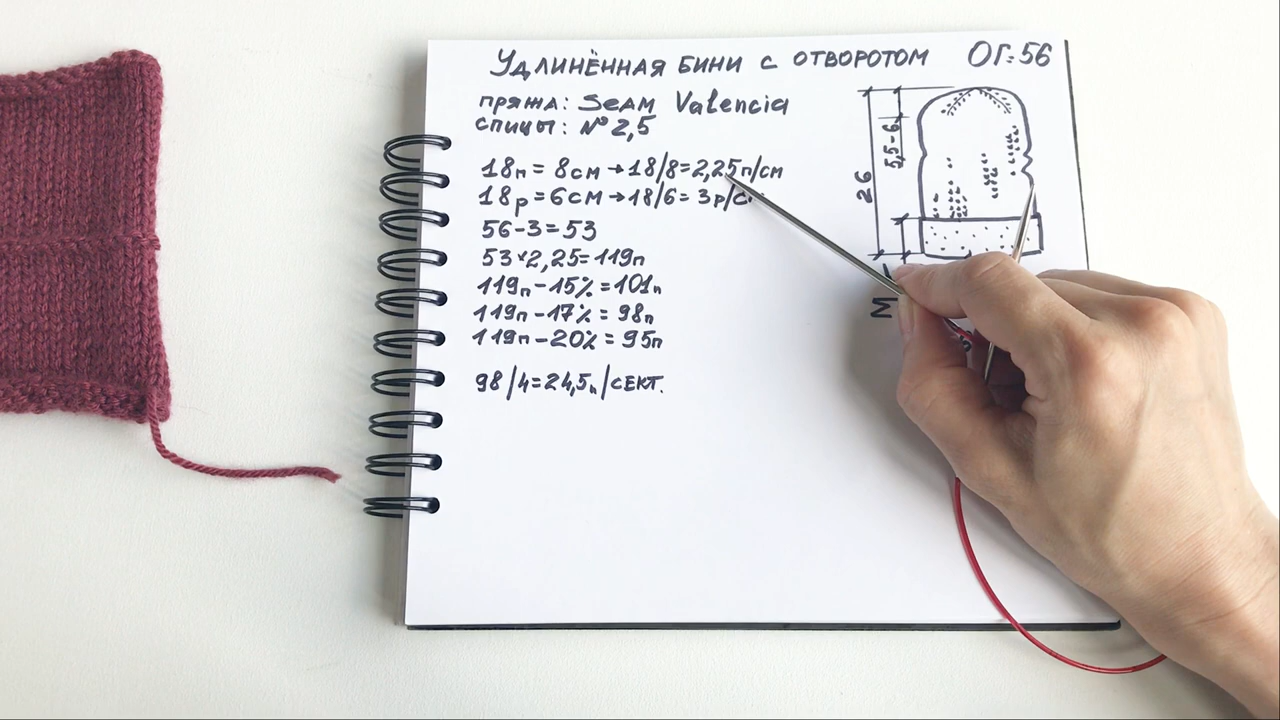 Удлинённая бини с отворотом ОГ=56
пряжа: Seam Valencia
спицы: №2,5
18п = 8см → 18/8 = 2,25п/см
18р = 6см → 18/6 = 3р/с
56-3=53
53×2,25=119п
119п-15%=101п
119п-17%=98п
119п-20%=95п
98/4=24,5п/сект.
5,5-6
26
М